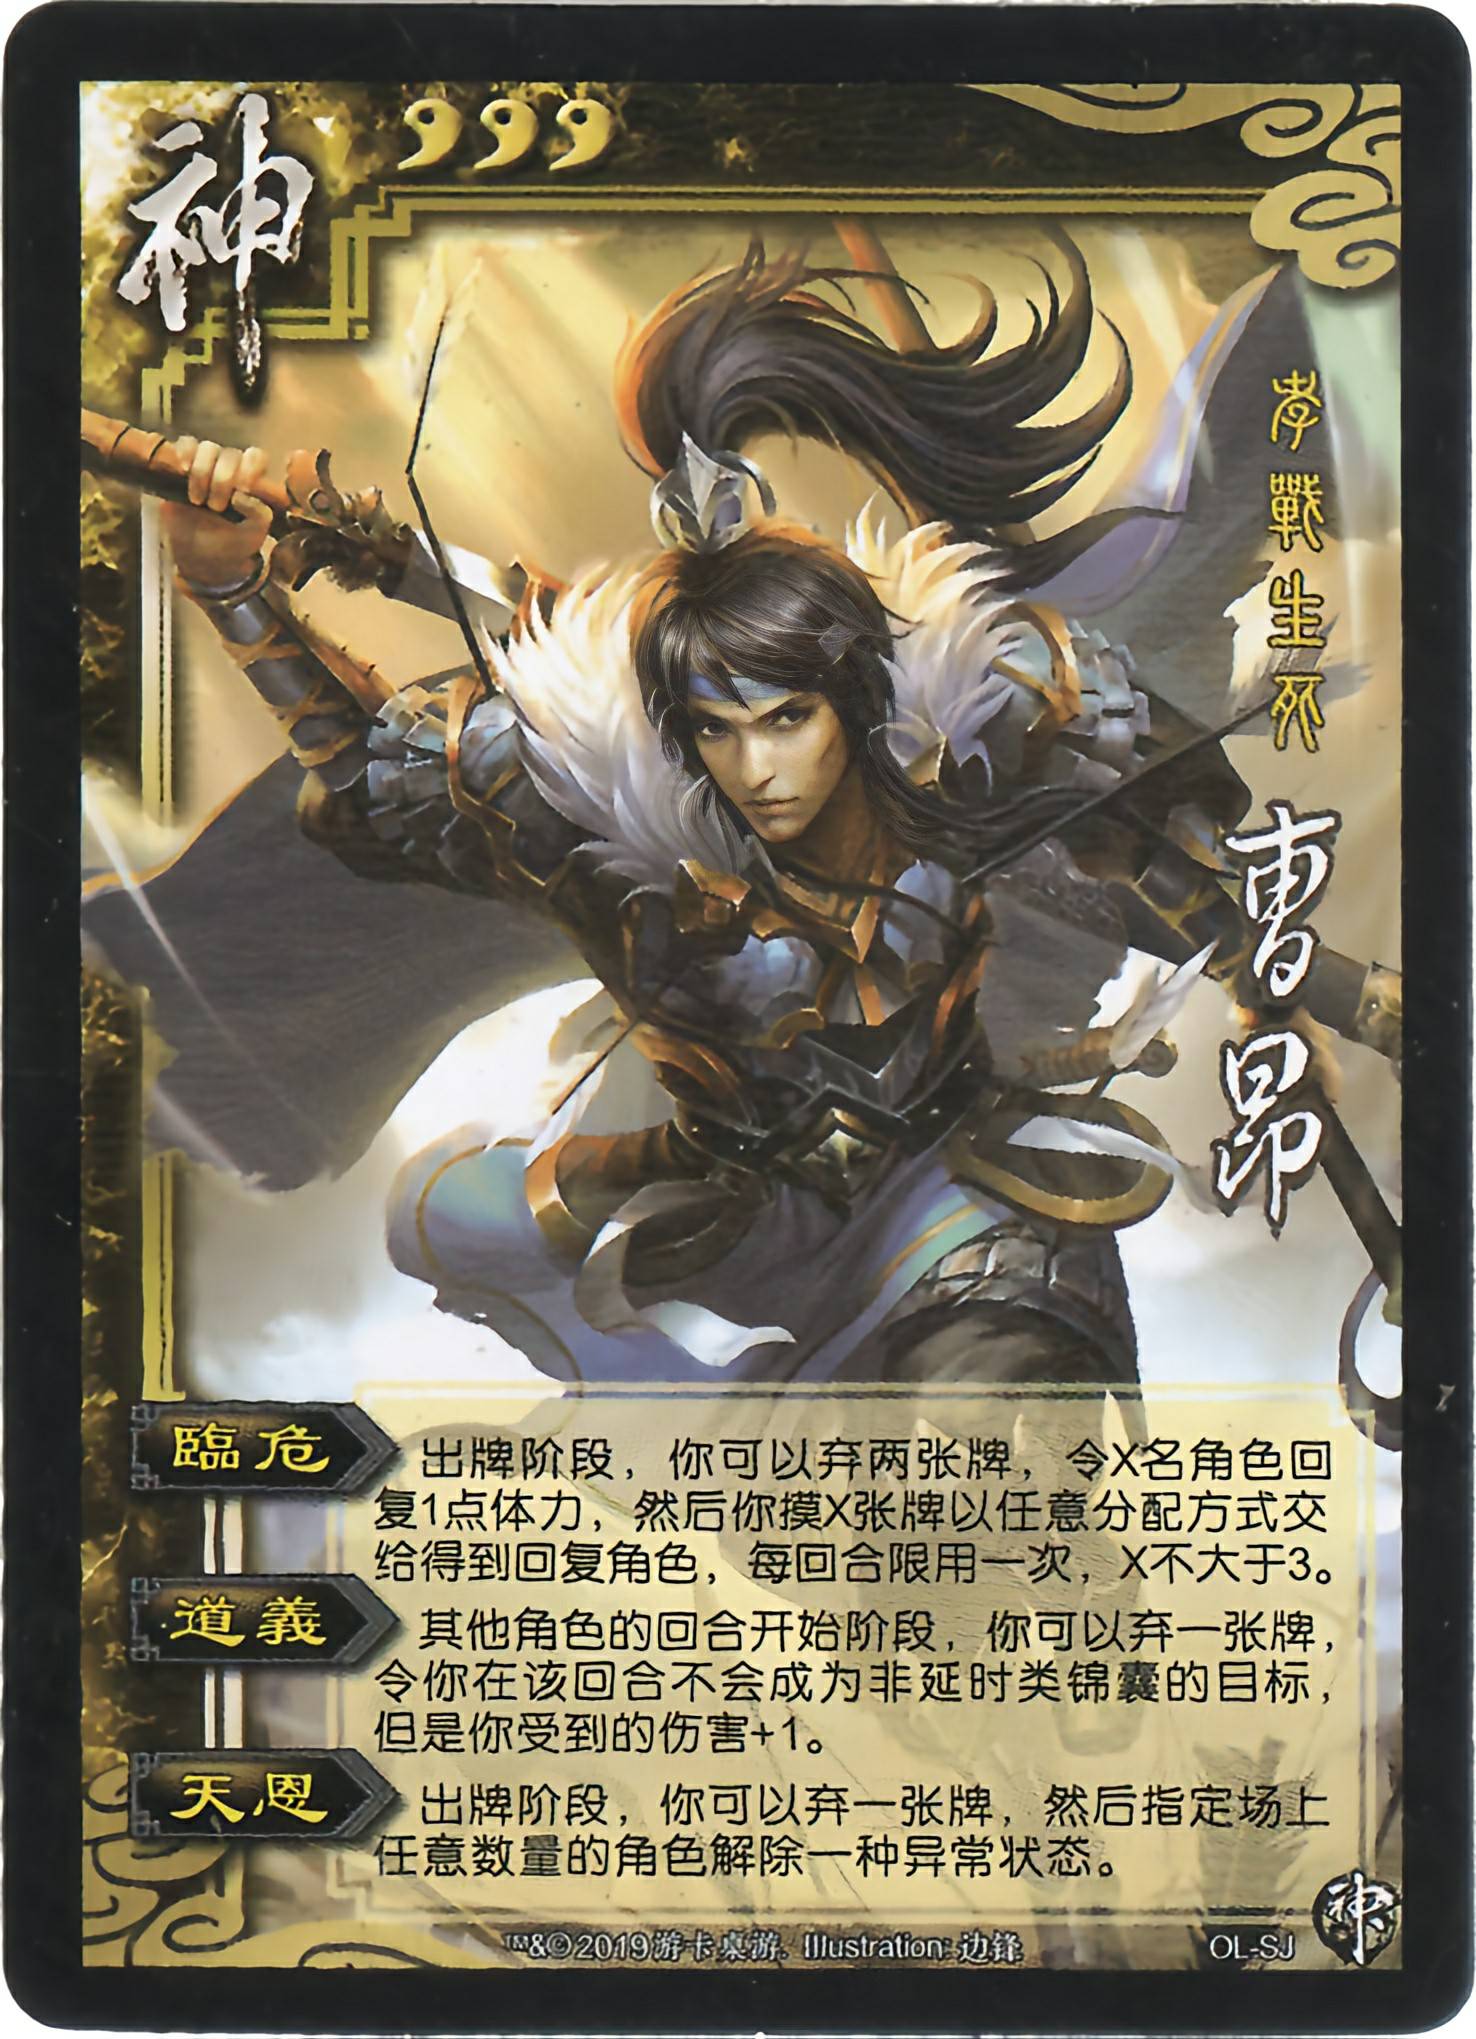 神
孝戰生死
曹昂
臨危
出牌阶段，你可以弃两张牌，令X名角色回
复1点体力，然后你摸X张牌以任意分配方式交
给得到回复角色，每回合限用一次，X不大于3。
道義
其他角色的回合开始阶段，你可以弃一张牌，
令你在该回合不会成为非延时类锦囊的目标，
但是你受到的伤害+1。
天恩
出牌阶段，你可以弃一张牌，然后指定场上
任意数量的角色解除一种异常状态。
™&©2019游卡桌游. Illustration: 边锋
OL-SJ
神